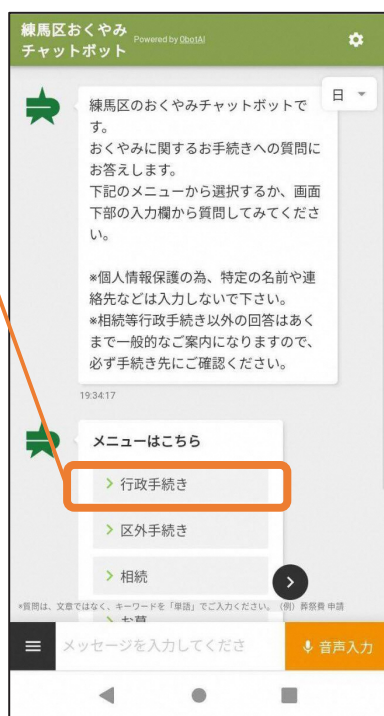 練馬区おくやみ
チャットボット
Powered by ObotAI
日
練馬区のおくやみチャットボットで
す。
おくやみに関するお手続きへの質問に
お答えします。
下記のメニューから選択するか、画面
下部の入力欄から質問してみてくださ
い。
*個人情報保護の為、特定の名前や連
絡先などは入力しないで下さい。
*相続等行政手続き以外の回答はあく
まで一般的なご案内になりますので、
必ず手続き先にご確認ください。
19:34:17
メニューはこちら
行政手続き
区外手続き
相続
お墓
*質問は、文章ではなく、キーワードを「単語」でご入力ください。（例）葬祭費 申請
メッセージを入力してくださ
音声入力